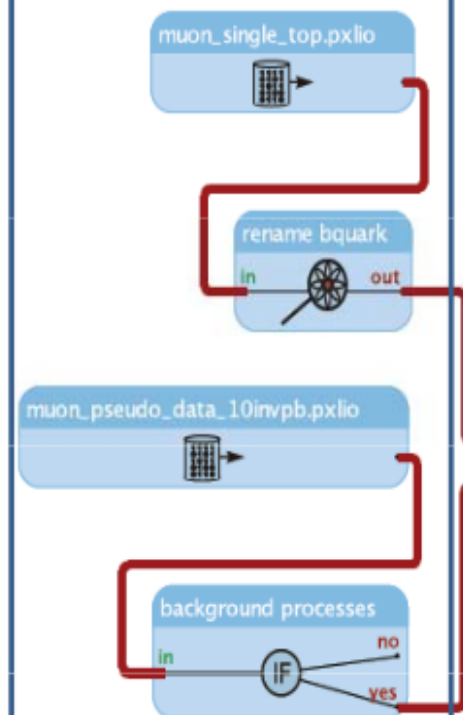 muon_single_top.pxlio
rename bquark
in
out
muon_pseudo_data_10invpb.pxlio
background processes
in
no
IF
yes